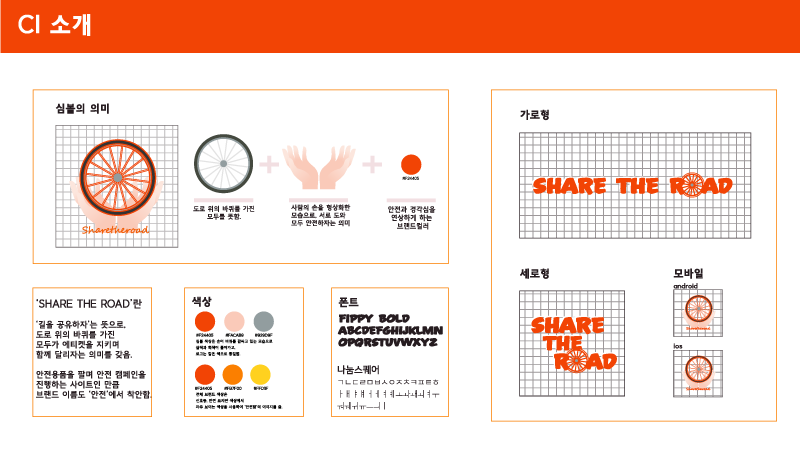 CI 소개
심볼의 의미
Sharetheroad
도로 위의 바퀴를 가진
모두를 뜻함.
사람의 손을 형상화한
모습으로, 서로 도와
모두 안전하자는 의미
#F24405
안전과 경각심을
연상하게 하는
브랜드컬러
'SHARE THE ROAD'란
'길을 공유하자'는 뜻으로,
도로 위의 바퀴를 가진
모두가 에티켓을 지키며
함께 달리자는 의미를 갖음.
안전용품을 팔며 안전 캠페인을
진행하는 사이트인 만큼
브랜드 이름도 '안전'에서 착안함.
색상
#F24405 #FACAB9 #939D9F
#F24405 #FB7F00
폰트
FIPPY BOLD
ABCDEFGHIJKLMN
OPQRSTUVWXYZ
나눔스퀘어
ㄱㄴㄷㄹㅁㅂㅅㅇㅈㅊㅋㅍㅌㅎ
가로형
SHARE THE ROAD
세로형
SHARE
THE
ROAD
모바일
android
Sharetheroad
ios
Sharetheroad